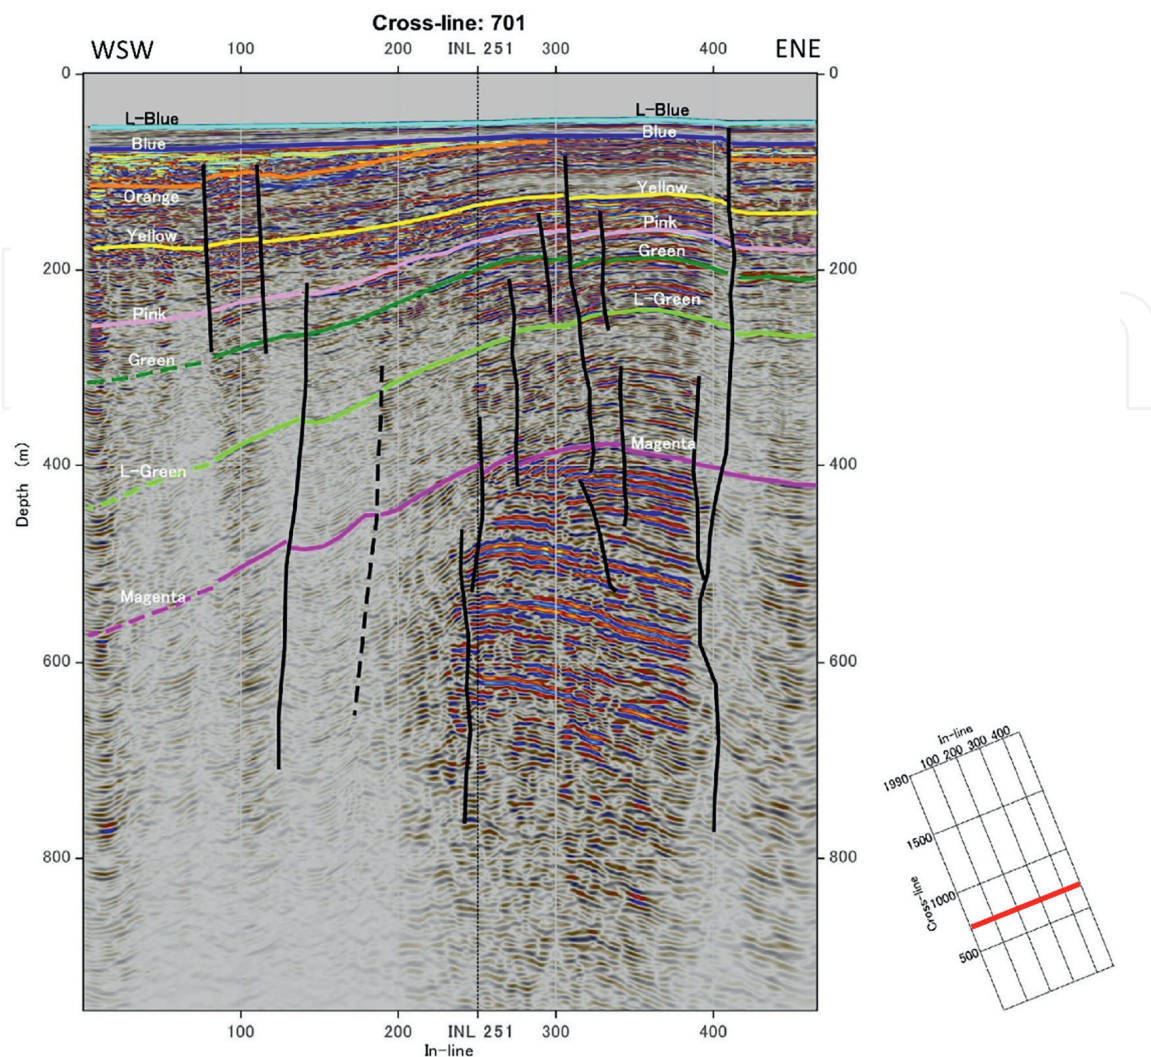 Cross-line: 701
WSW
100
200
INL 251
300
400
ENE
0
0
L-Blue
L-Blue
Blue
Blue
Orange
Yellow
Yellow
Pink
Green
200
200
L-Green
Pink
Green
Magenta
L-Green
400
400
Depth (m)
Magenta
600
600
800
800
100
200
INL 251
300
400
In-line
In-line
1990
100
200
300
400
1500
1000
500
Cross-line